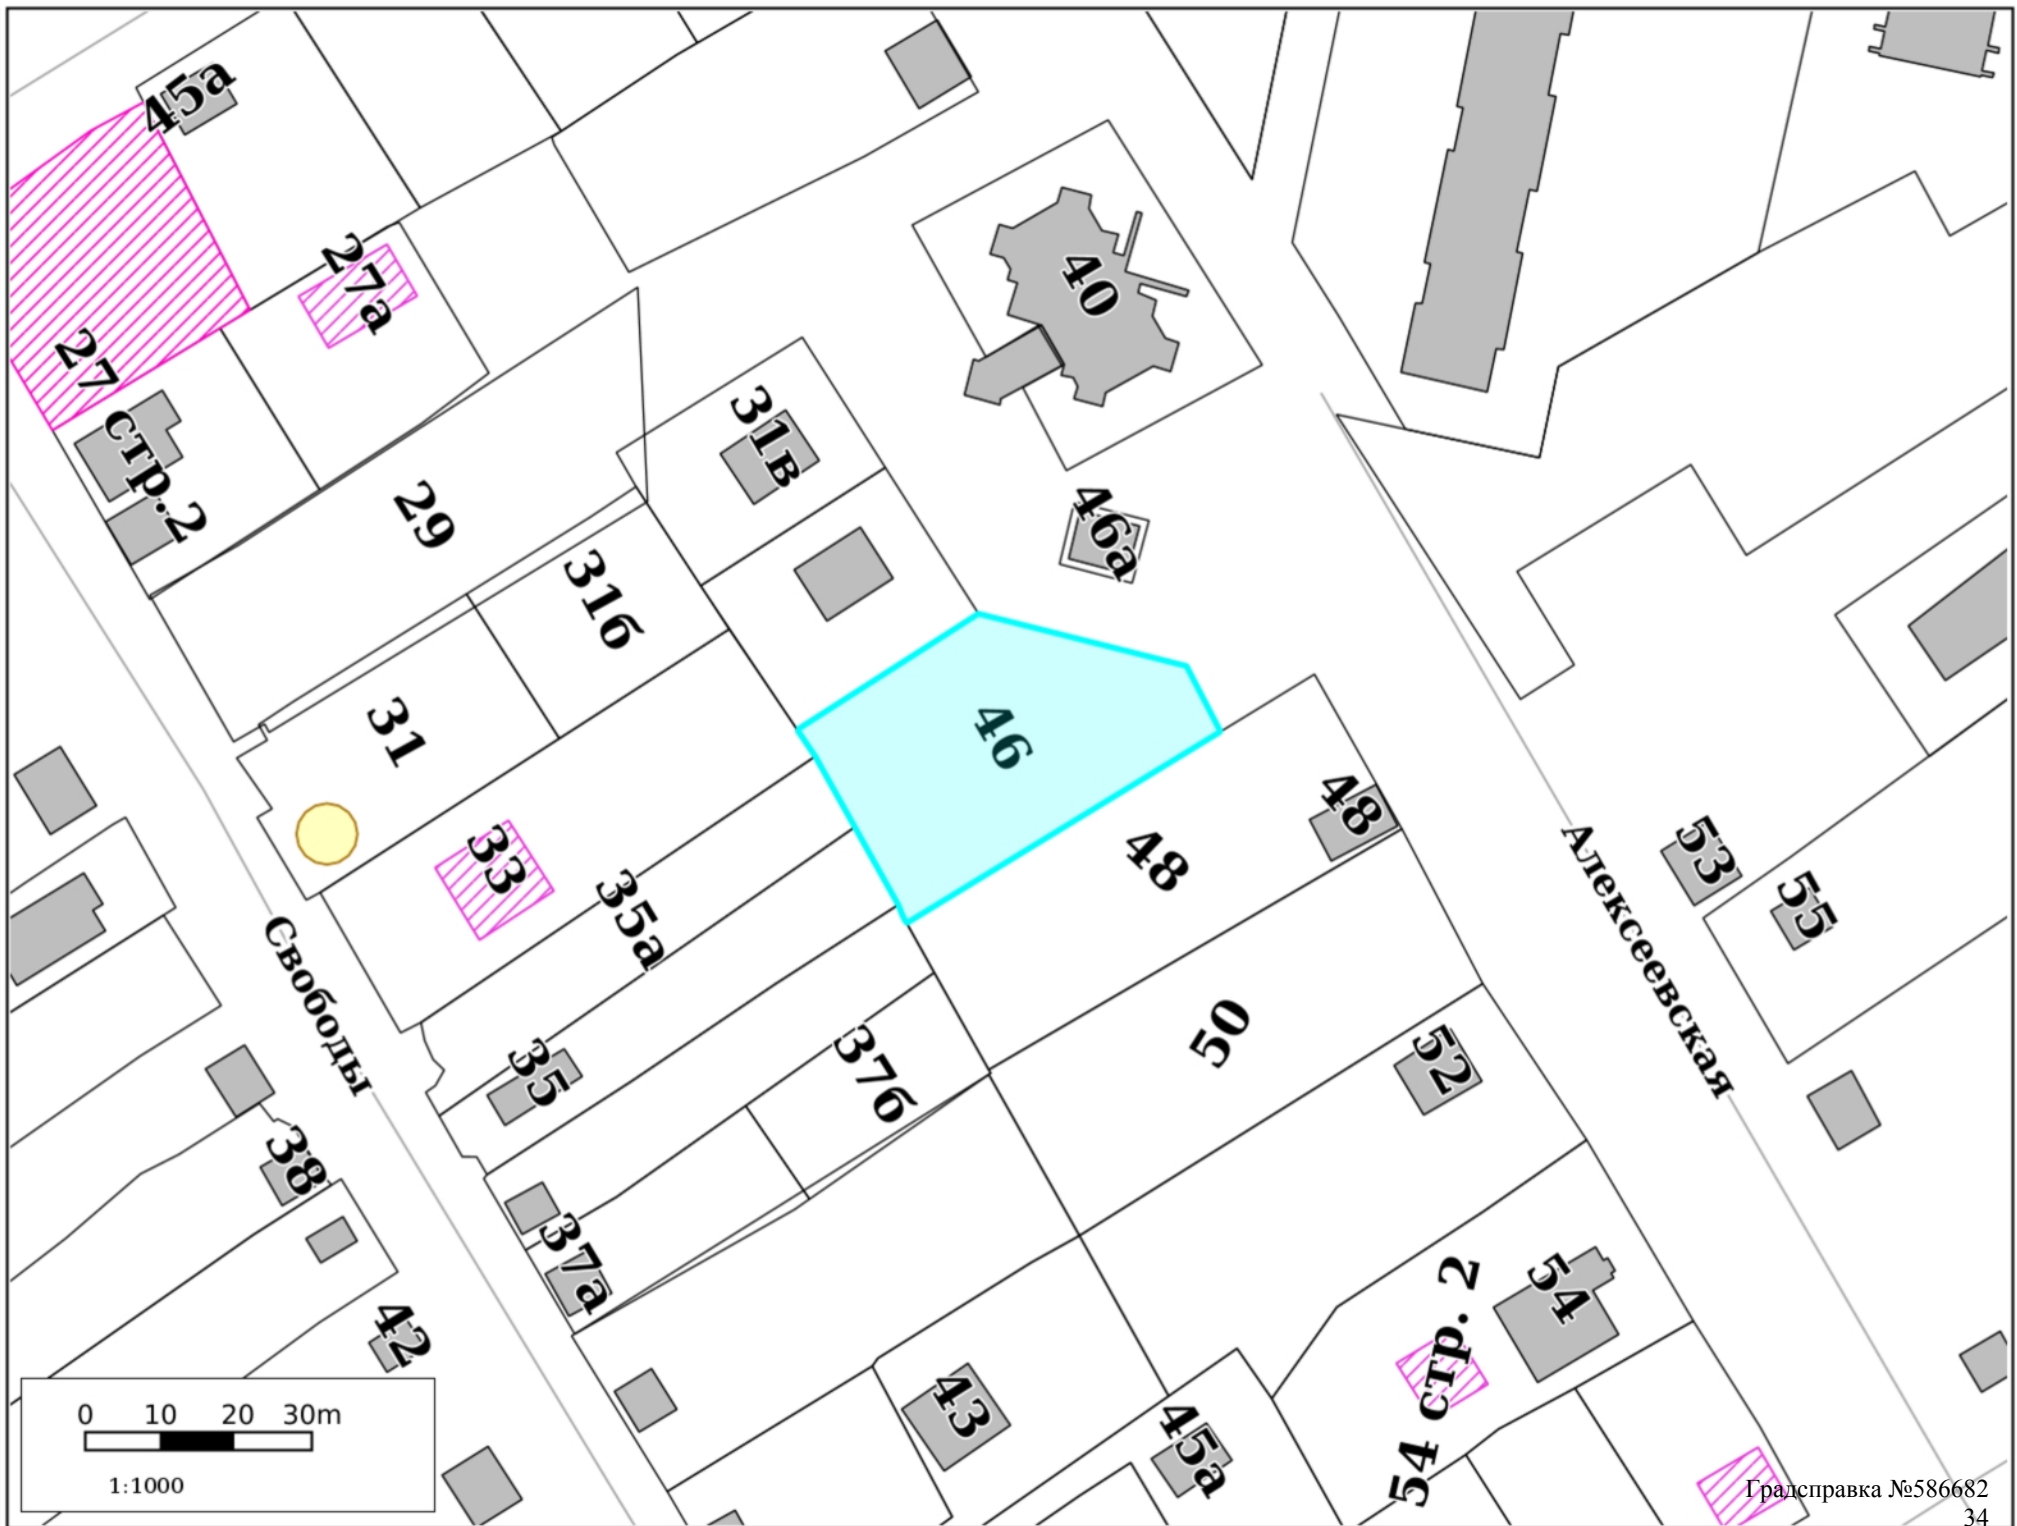 45а
27а
27
стр.2
29
31в
40
46а
31б
31
46
33
35а
48
48
53
55
Свободы
Алексеевская
35
37б
50
52
38
37а
42
43
45а
54
54 стр. 2
0 10 20 30m
1:1000
Градсправка №586682
34